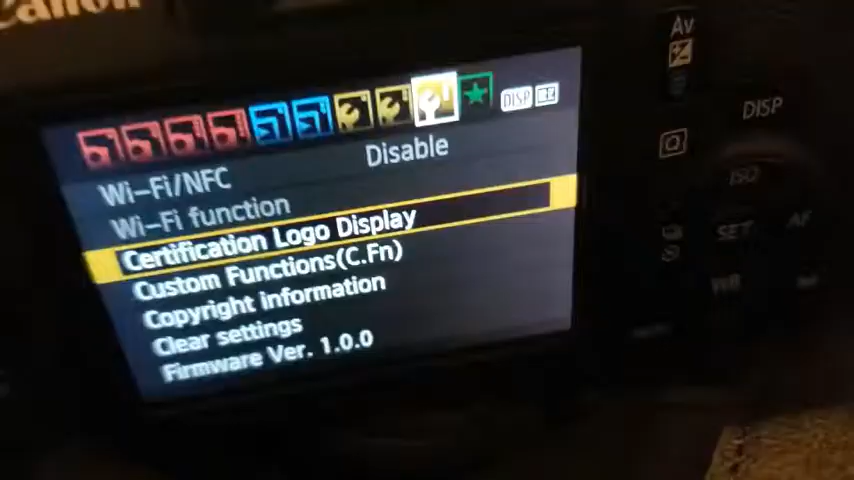 Canon
DISP
Wi-Fi/NFC Disable
Wi-Fi function
Certification Logo Display
Custom Functions(C.Fn)
Copyright information
Clear settings
Firmware Ver. 1.0.0
Av
DISP
Q
ISO
SET
AF
WB